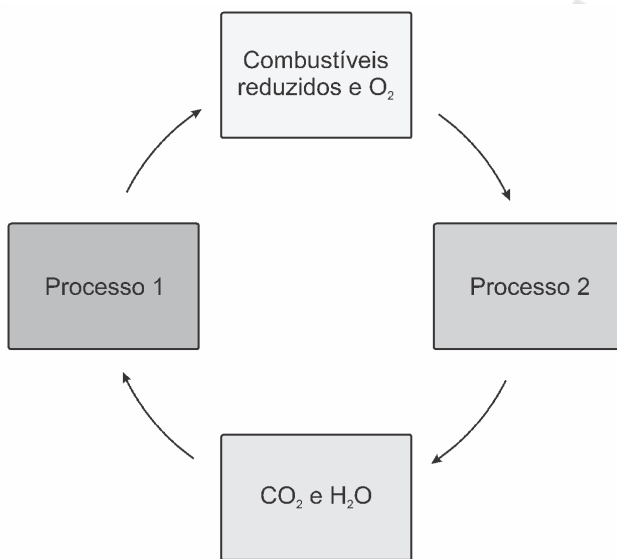 Combustíveis
reduzidos e O₂
Processo 1
Processo 2
CO₂ e H₂O